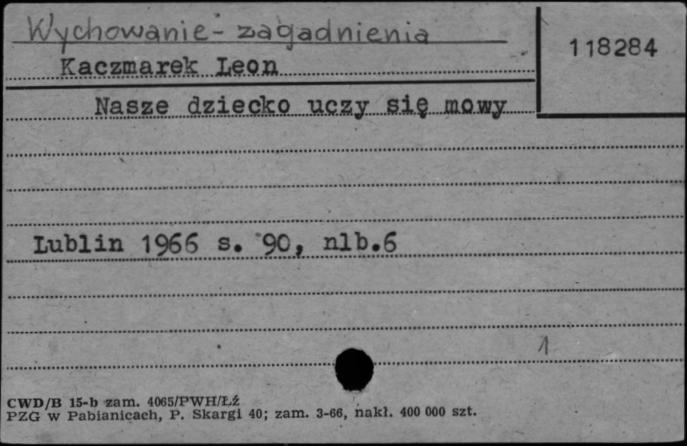 Wychowanie - zagadnienia
118284
Kaczmarek Leon
Nasze dziecko uczy się mowy
Lublin 1966 s. 90, nlb.6
1
CWD/B 15-b zam. 4065/PWH/Łź
PZG w Pabianicach, P. Skargi 40; zam. 3-66, nakł. 400 000 szt.